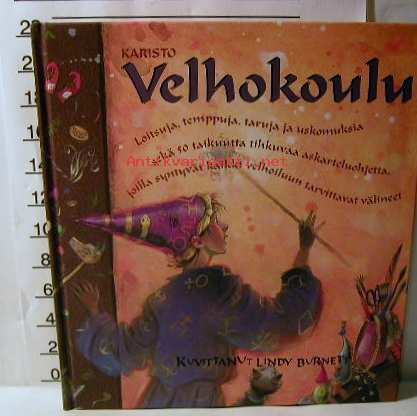 KARISTO
Velhokoulu
Loitsuja, temppuja, taruja ja uskomuksia
sekä 50 taikuutta tihkuvaa askarteluohjetta,
joilla syntyvät kaikki velhoiluun tarvittavat välineet
KUVITTANUT LINDY BURNETT